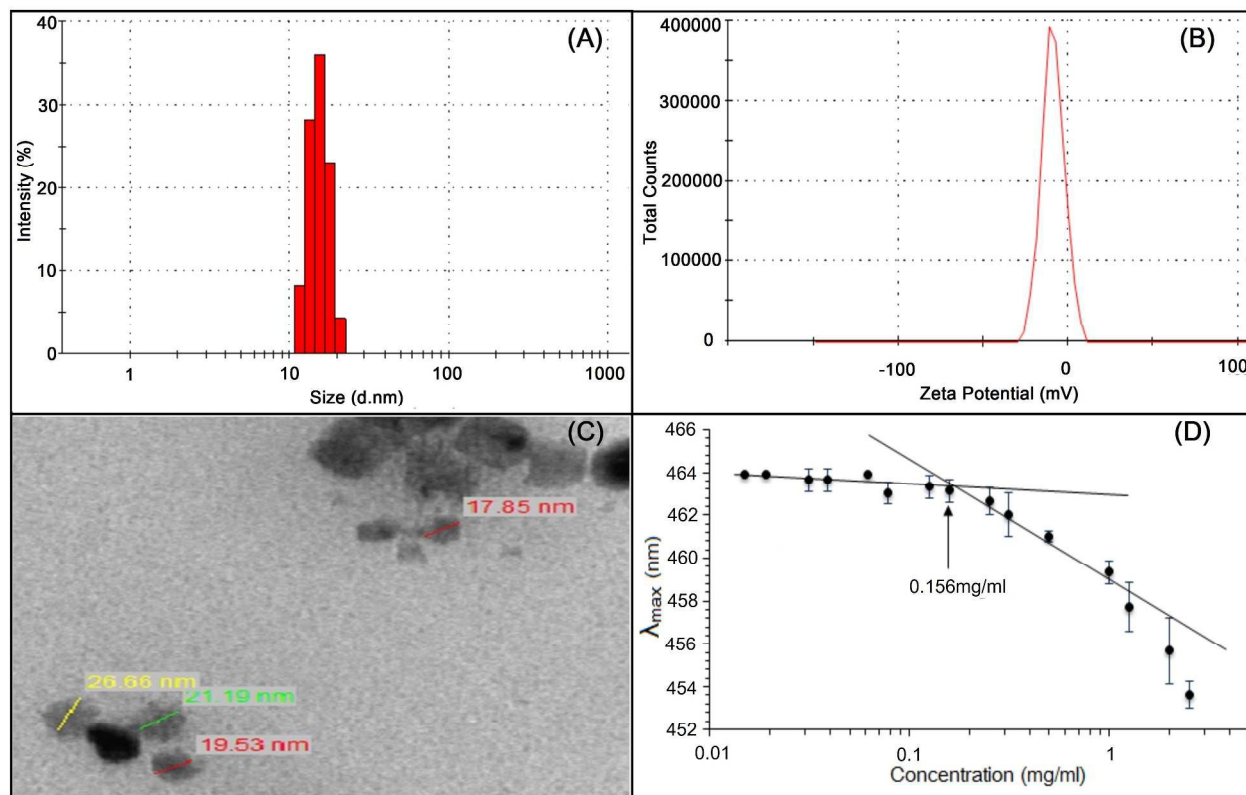 (A)
40
30
20
10
0
Intensity (%)
1 10 100 1000
Size (d.nm)
(B)
400000
300000
200000
100000
0
Total Counts
-100 0 100
Zeta Potential (mV)
(C)
17.85 nm
26.66 nm
21.19 nm
19.53 nm
(D)
466
464
462
460
458
456
454
452
λmax (nm)
0.156mg/ml
0.01 0.1 1
Concentration (mg/ml)